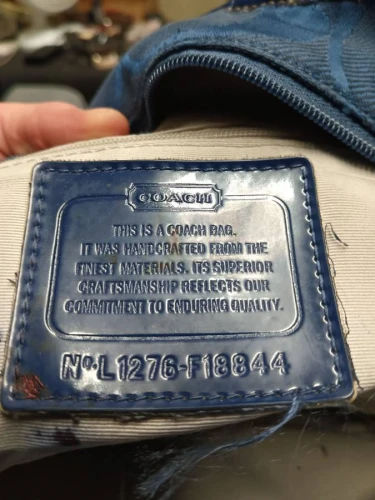 COACH
THIS IS A COACH BAG.
IT WAS HANDCRAFTED FROM THE
FINEST MATERIALS. ITS SUPERIOR
CRAFTSMANSHIP REFLECTS OUR
COMMITMENT TO ENDURING QUALITY.
Nº.L1276-F18844